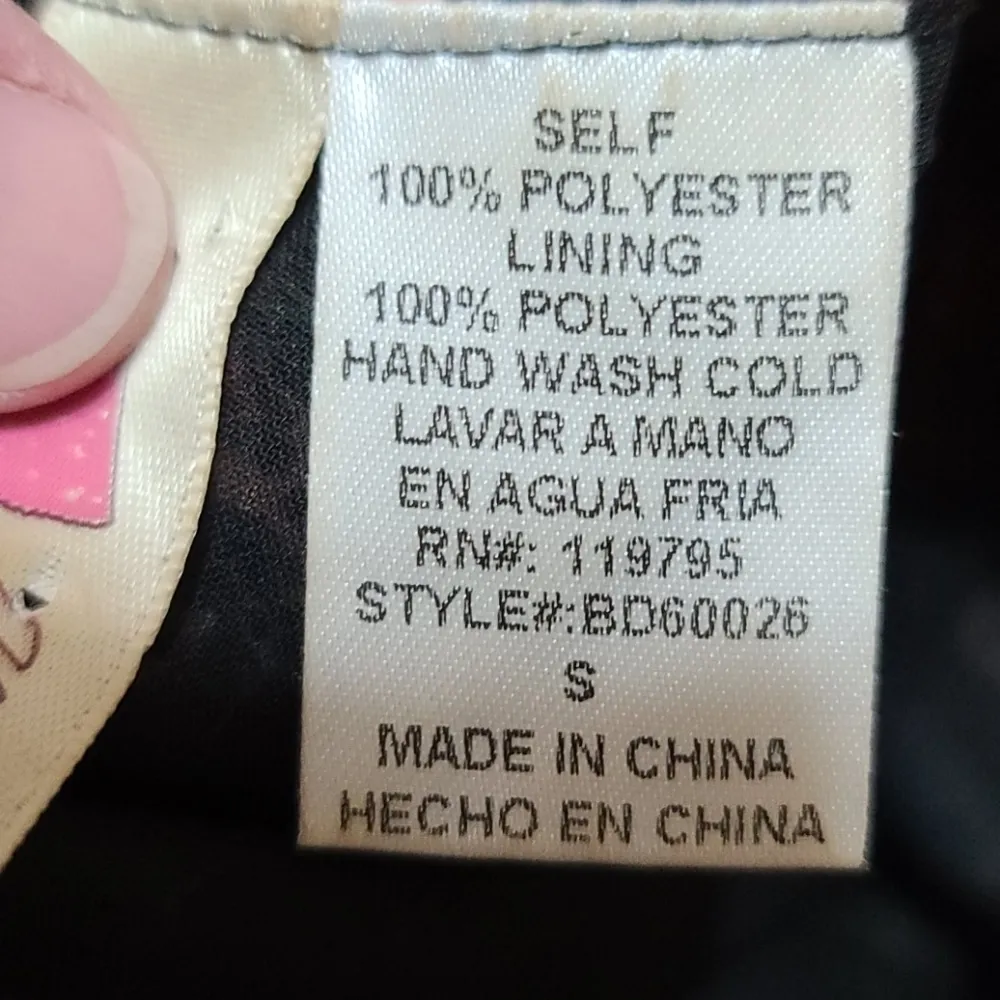 SELF
100% POLYESTER
LINING
100% POLYESTER
HAND WASH COLD
LAVAR A MANO
EN AGUA FRIA
RN#: 119795
STYLE#:BD60026
S
MADE IN CHINA
HECHO EN CHINA